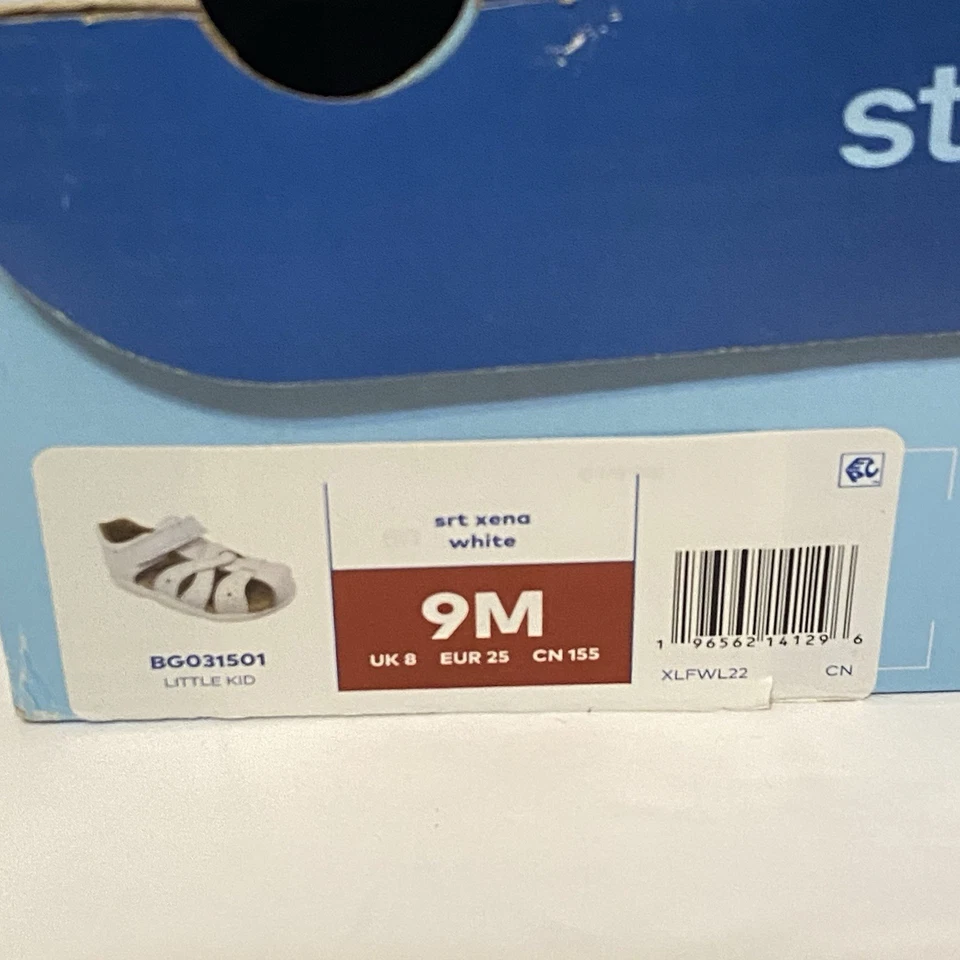 st
srt xena
white
9M
UK 8 EUR 25 CN 155
BG031501
LITTLE KID
1 96562 14129 6
XLFWL22 CN